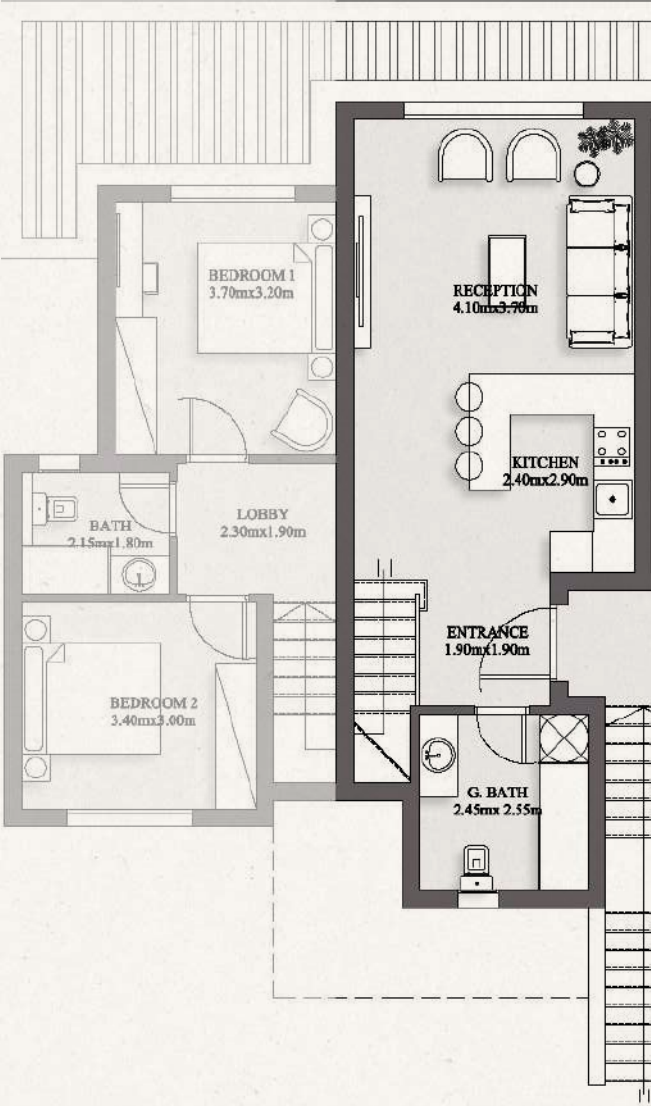 BEDROOM 1
3.70mx3.20m
RECEPTION
4.10mx3.70m
KITCHEN
2.40mx2.90m
LOBBY
2.30mx1.90m
BATH
2.15mx1.80m
ENTRANCE
1.90mx1.90m
BEDROOM 2
3.40mx3.00m
G. BATH
2.45mx 2.55m